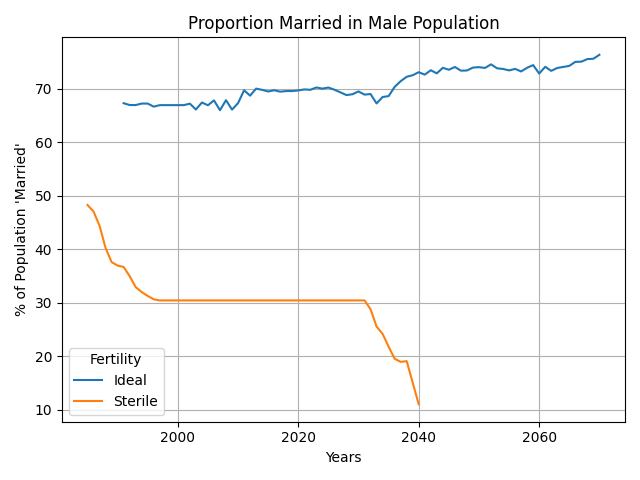 Proportion Married in Male Population
% of Population 'Married'
70
60
50
40
30
20
10
Fertility
Ideal
Sterile
2000 2020 2040 2060
Years